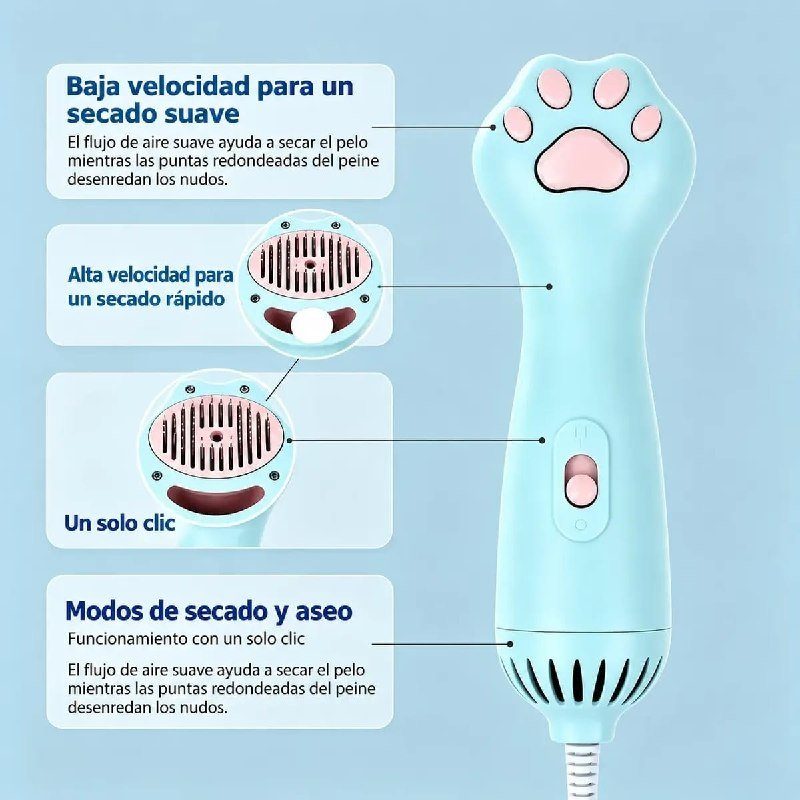 Baja velocidad para un
secado suave
El flujo de aire suave ayuda a secar el pelo
mientras las puntas redondeadas del peine
desenredan los nudos.
Alta velocidad para
un secado rápido
Un solo clic
Modos de secado y aseo
Funcionamiento con un solo clic
El flujo de aire suave ayuda a secar el pelo
mientras las puntas redondeadas del peine
desenredan los nudos.